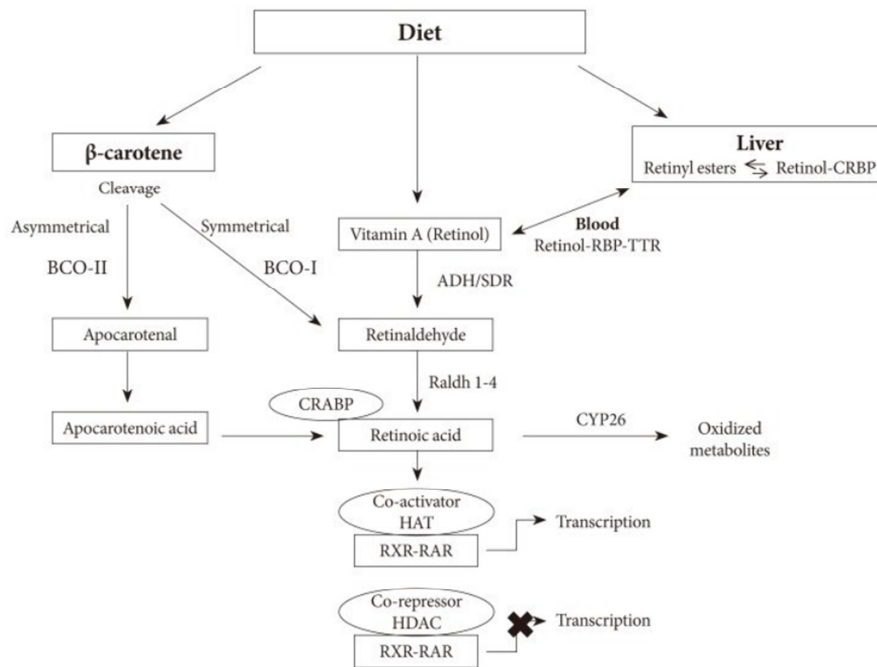 Diet
β-carotene
Cleavage
Liver
Retinyl esters Retinol-CRBP
Asymmetrical
Symmetrical
Vitamin A (Retinol)
Blood
Retinol-RBP-TTR
BCO-II
BCO-I
ADH/SDR
Apocarotenal
Retinaldehyde
Raldh 1-4
CRABP
Apocarotenoic acid
Retinoic acid
CYP26
Oxidized
metabolites
Co-activator
HAT
RXR-RAR
Transcription
Co-repressor
HDAC
RXR-RAR
Transcription